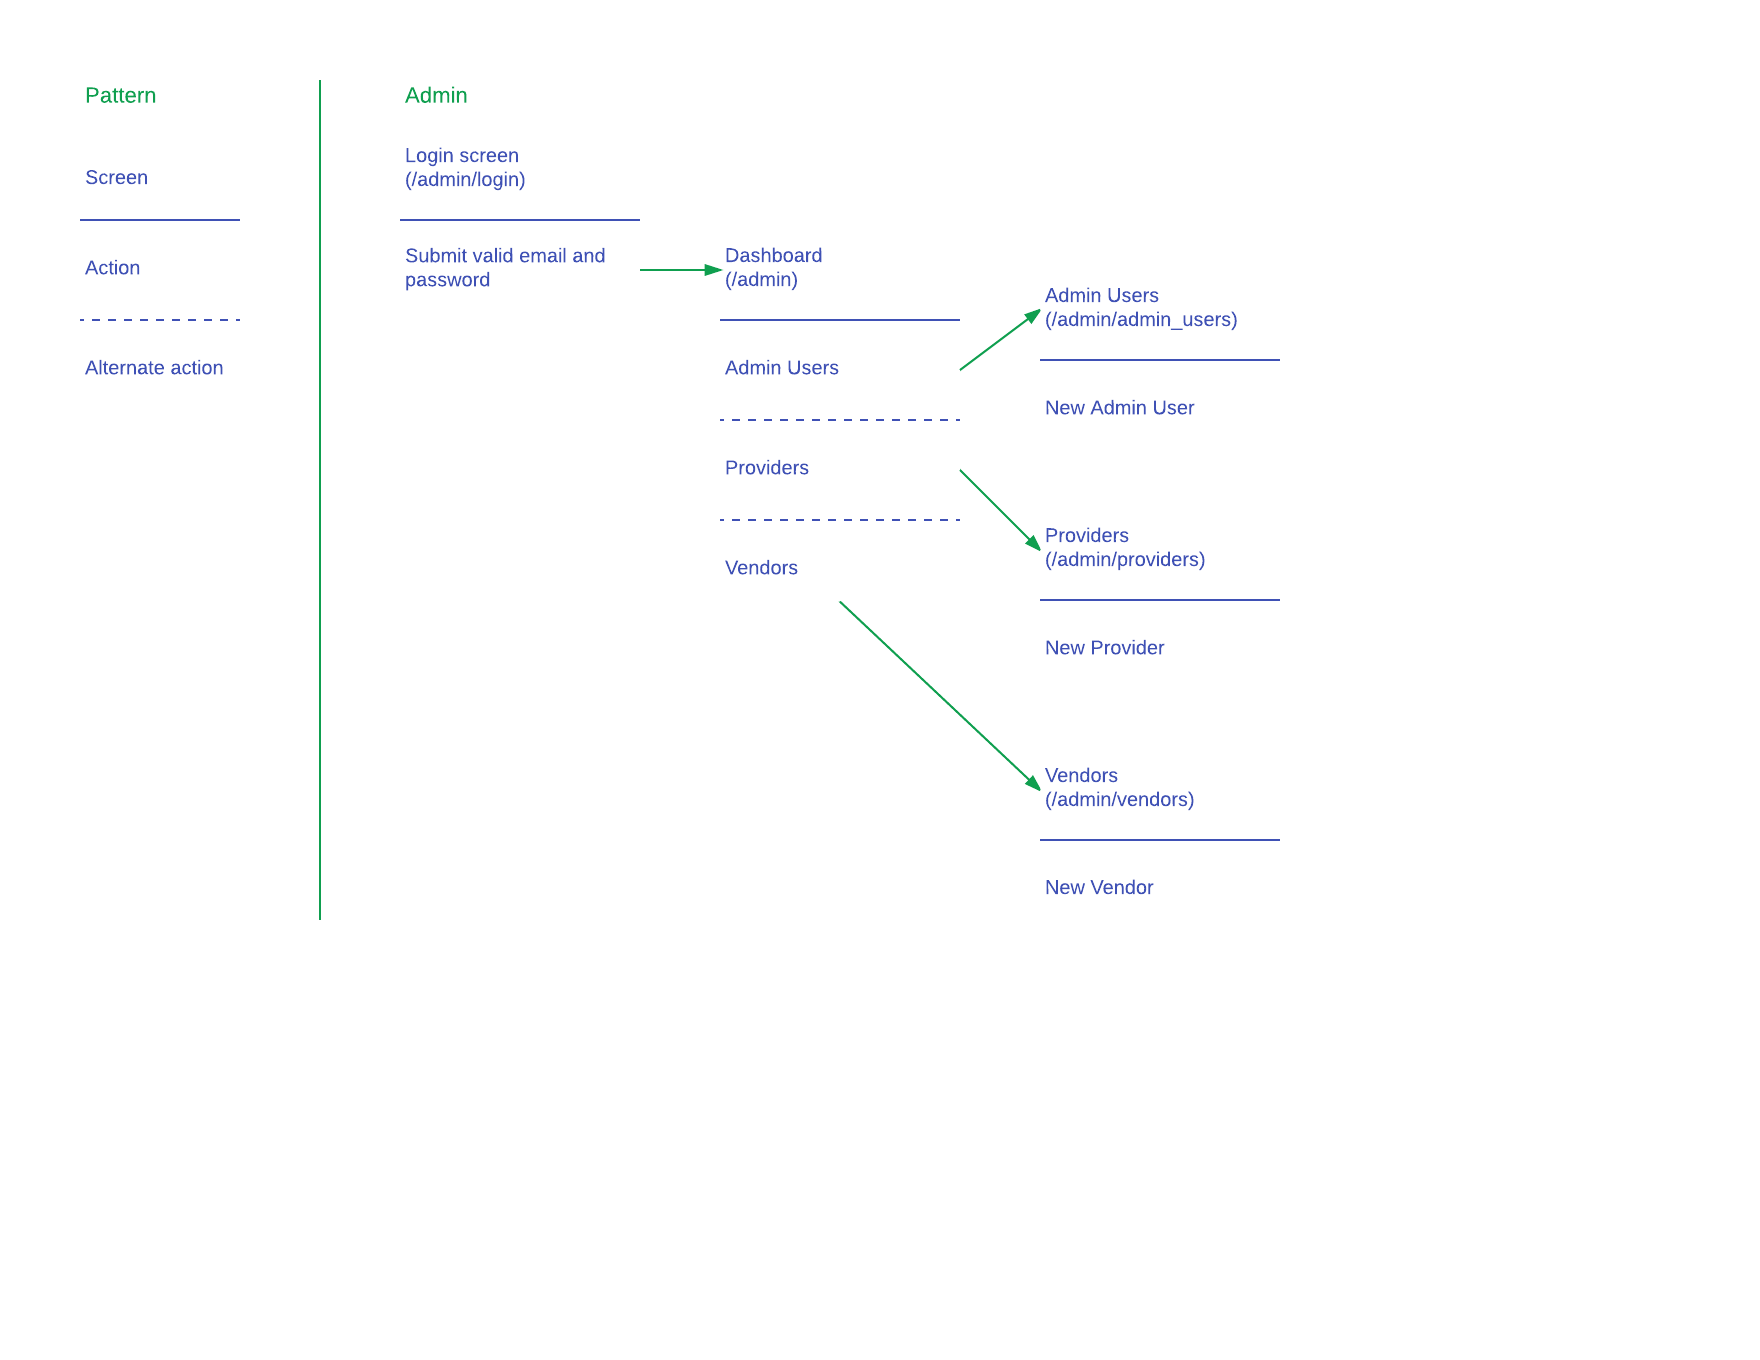 Pattern
Screen
Action
Alternate action
Admin
Login screen
(/admin/login)
Submit valid email and
password
Dashboard
(/admin)
Admin Users
Providers
Vendors
Admin Users
(/admin/admin_users)
New Admin User
Providers
(/admin/providers)
New Provider
Vendors
(/admin/vendors)
New Vendor